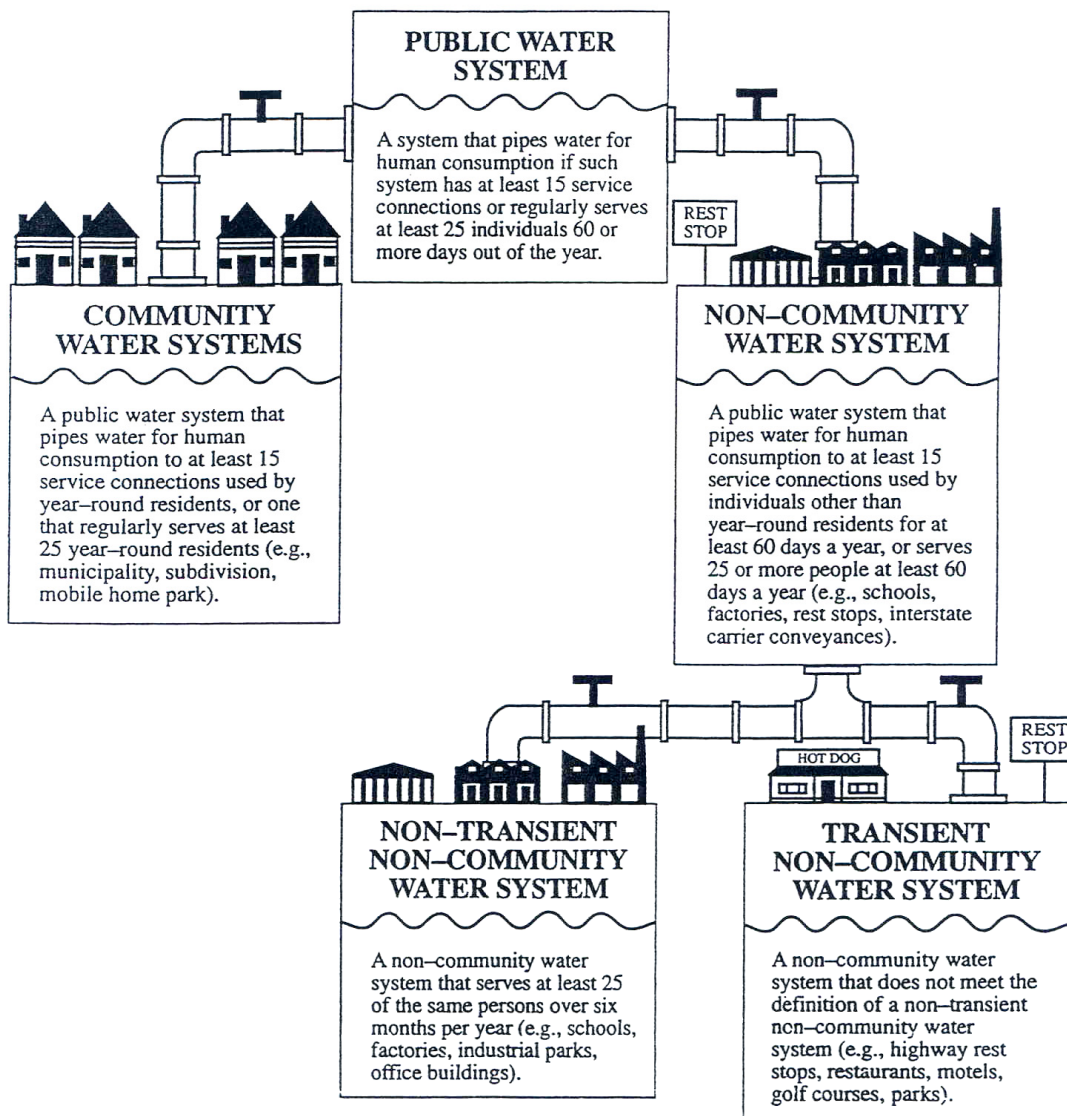 PUBLIC WATER
SYSTEM
A system that pipes water for
human consumption if such
system has at least 15 service
connections or regularly serves
at least 25 individuals 60 or
more days out of the year.
REST
STOP
COMMUNITY
WATER SYSTEMS
A public water system that
pipes water for human
consumption to at least 15
service connections used by
year–round residents, or one
that regularly serves at least
25 year–round residents (e.g.,
municipality, subdivision,
mobile home park).
NON–COMMUNITY
WATER SYSTEM
A public water system that
pipes water for human
consumption to at least 15
service connections used by
individuals other than
year–round residents for at
least 60 days a year, or serves
25 or more people at least 60
days a year (e.g., schools,
factories, rest stops, interstate
carrier conveyances).
REST
STOP
HOT DOG
NON–TRANSIENT
NON–COMMUNITY
WATER SYSTEM
A non–community water
system that serves at least 25
of the same persons over six
months per year (e.g., schools,
factories, industrial parks,
office buildings).
TRANSIENT
NON–COMMUNITY
WATER SYSTEM
A non–community water
system that does not meet the
definition of a non–transient
non–community water
system (e.g., highway rest
stops, restaurants, motels,
golf courses, parks).